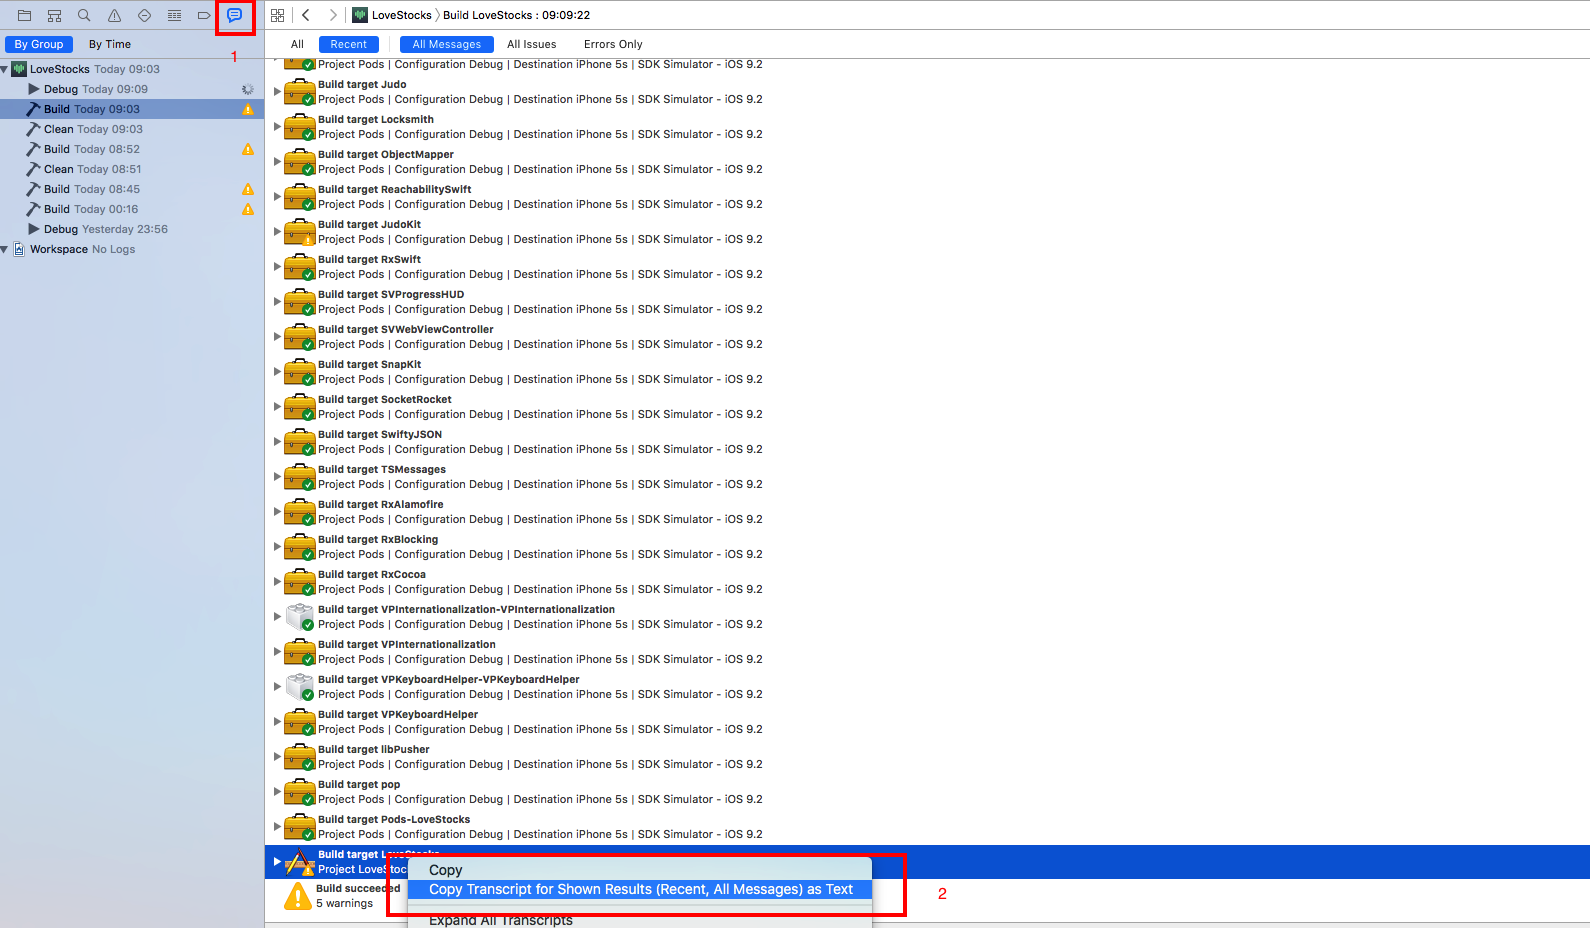 LoveStocks 〉 Build LoveStocks : 09:09:22
By Group By Time
1
All Recent All Messages All Issues Errors Only
LoveStocks Today 09:03
Debug Today 09:09
Build Today 09:03
Clean Today 09:03
Build Today 08:52
Clean Today 08:51
Build Today 08:45
Build Today 00:16
Debug Yesterday 23:56
Workspace No Logs
Project Pods | Configuration Debug | Destination iPhone 5s | SDK Simulator - iOS 9.2
Build target Judo
Project Pods | Configuration Debug | Destination iPhone 5s | SDK Simulator - iOS 9.2
Build target Locksmith
Project Pods | Configuration Debug | Destination iPhone 5s | SDK Simulator - iOS 9.2
Build target ObjectMapper
Project Pods | Configuration Debug | Destination iPhone 5s | SDK Simulator - iOS 9.2
Build target ReachabilitySwift
Project Pods | Configuration Debug | Destination iPhone 5s | SDK Simulator - iOS 9.2
Build target JudoKit
Project Pods | Configuration Debug | Destination iPhone 5s | SDK Simulator - iOS 9.2
Build target RxSwift
Project Pods | Configuration Debug | Destination iPhone 5s | SDK Simulator - iOS 9.2
Build target SVProgressHUD
Project Pods | Configuration Debug | Destination iPhone 5s | SDK Simulator - iOS 9.2
Build target SVWebViewController
Project Pods | Configuration Debug | Destination iPhone 5s | SDK Simulator - iOS 9.2
Build target SnapKit
Project Pods | Configuration Debug | Destination iPhone 5s | SDK Simulator - iOS 9.2
Build target SocketRocket
Project Pods | Configuration Debug | Destination iPhone 5s | SDK Simulator - iOS 9.2
Build target SwiftyJSON
Project Pods | Configuration Debug | Destination iPhone 5s | SDK Simulator - iOS 9.2
Build target TSMessages
Project Pods | Configuration Debug | Destination iPhone 5s | SDK Simulator - iOS 9.2
Build target RxAlamofire
Project Pods | Configuration Debug | Destination iPhone 5s | SDK Simulator - iOS 9.2
Build target RxBlocking
Project Pods | Configuration Debug | Destination iPhone 5s | SDK Simulator - iOS 9.2
Build target RxCocoa
Project Pods | Configuration Debug | Destination iPhone 5s | SDK Simulator - iOS 9.2
Build target VPInternationalization-VPInternationalization
Project Pods | Configuration Debug | Destination iPhone 5s | SDK Simulator - iOS 9.2
Build target VPInternationalization
Project Pods | Configuration Debug | Destination iPhone 5s | SDK Simulator - iOS 9.2
Build target VPKeyboardHelper-VPKeyboardHelper
Project Pods | Configuration Debug | Destination iPhone 5s | SDK Simulator - iOS 9.2
Build target VPKeyboardHelper
Project Pods | Configuration Debug | Destination iPhone 5s | SDK Simulator - iOS 9.2
Build target libPusher
Project Pods | Configuration Debug | Destination iPhone 5s | SDK Simulator - iOS 9.2
Build target pop
Project Pods | Configuration Debug | Destination iPhone 5s | SDK Simulator - iOS 9.2
Build target Pods-LoveStocks
Project Pods | Configuration Debug | Destination iPhone 5s | SDK Simulator - iOS 9.2
Build target LoveStocks
Project LoveStoc
Build succeeded
5 warnings
Copy
Copy Transcript for Shown Results (Recent, All Messages) as Text
Expand All Transcripts
2